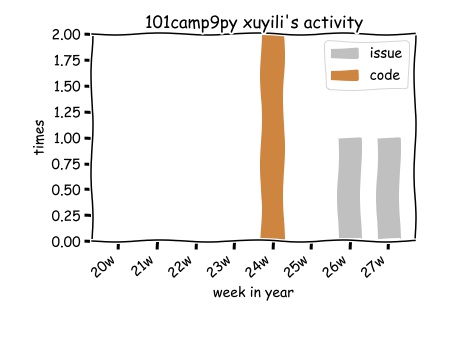 101camp9py xuyili's activity
2.00
1.75
1.50
1.25
1.00
0.75
0.50
0.25
0.00
times
issue
code
20w 21w 22w 23w 24w 25w 26w 27w
week in year